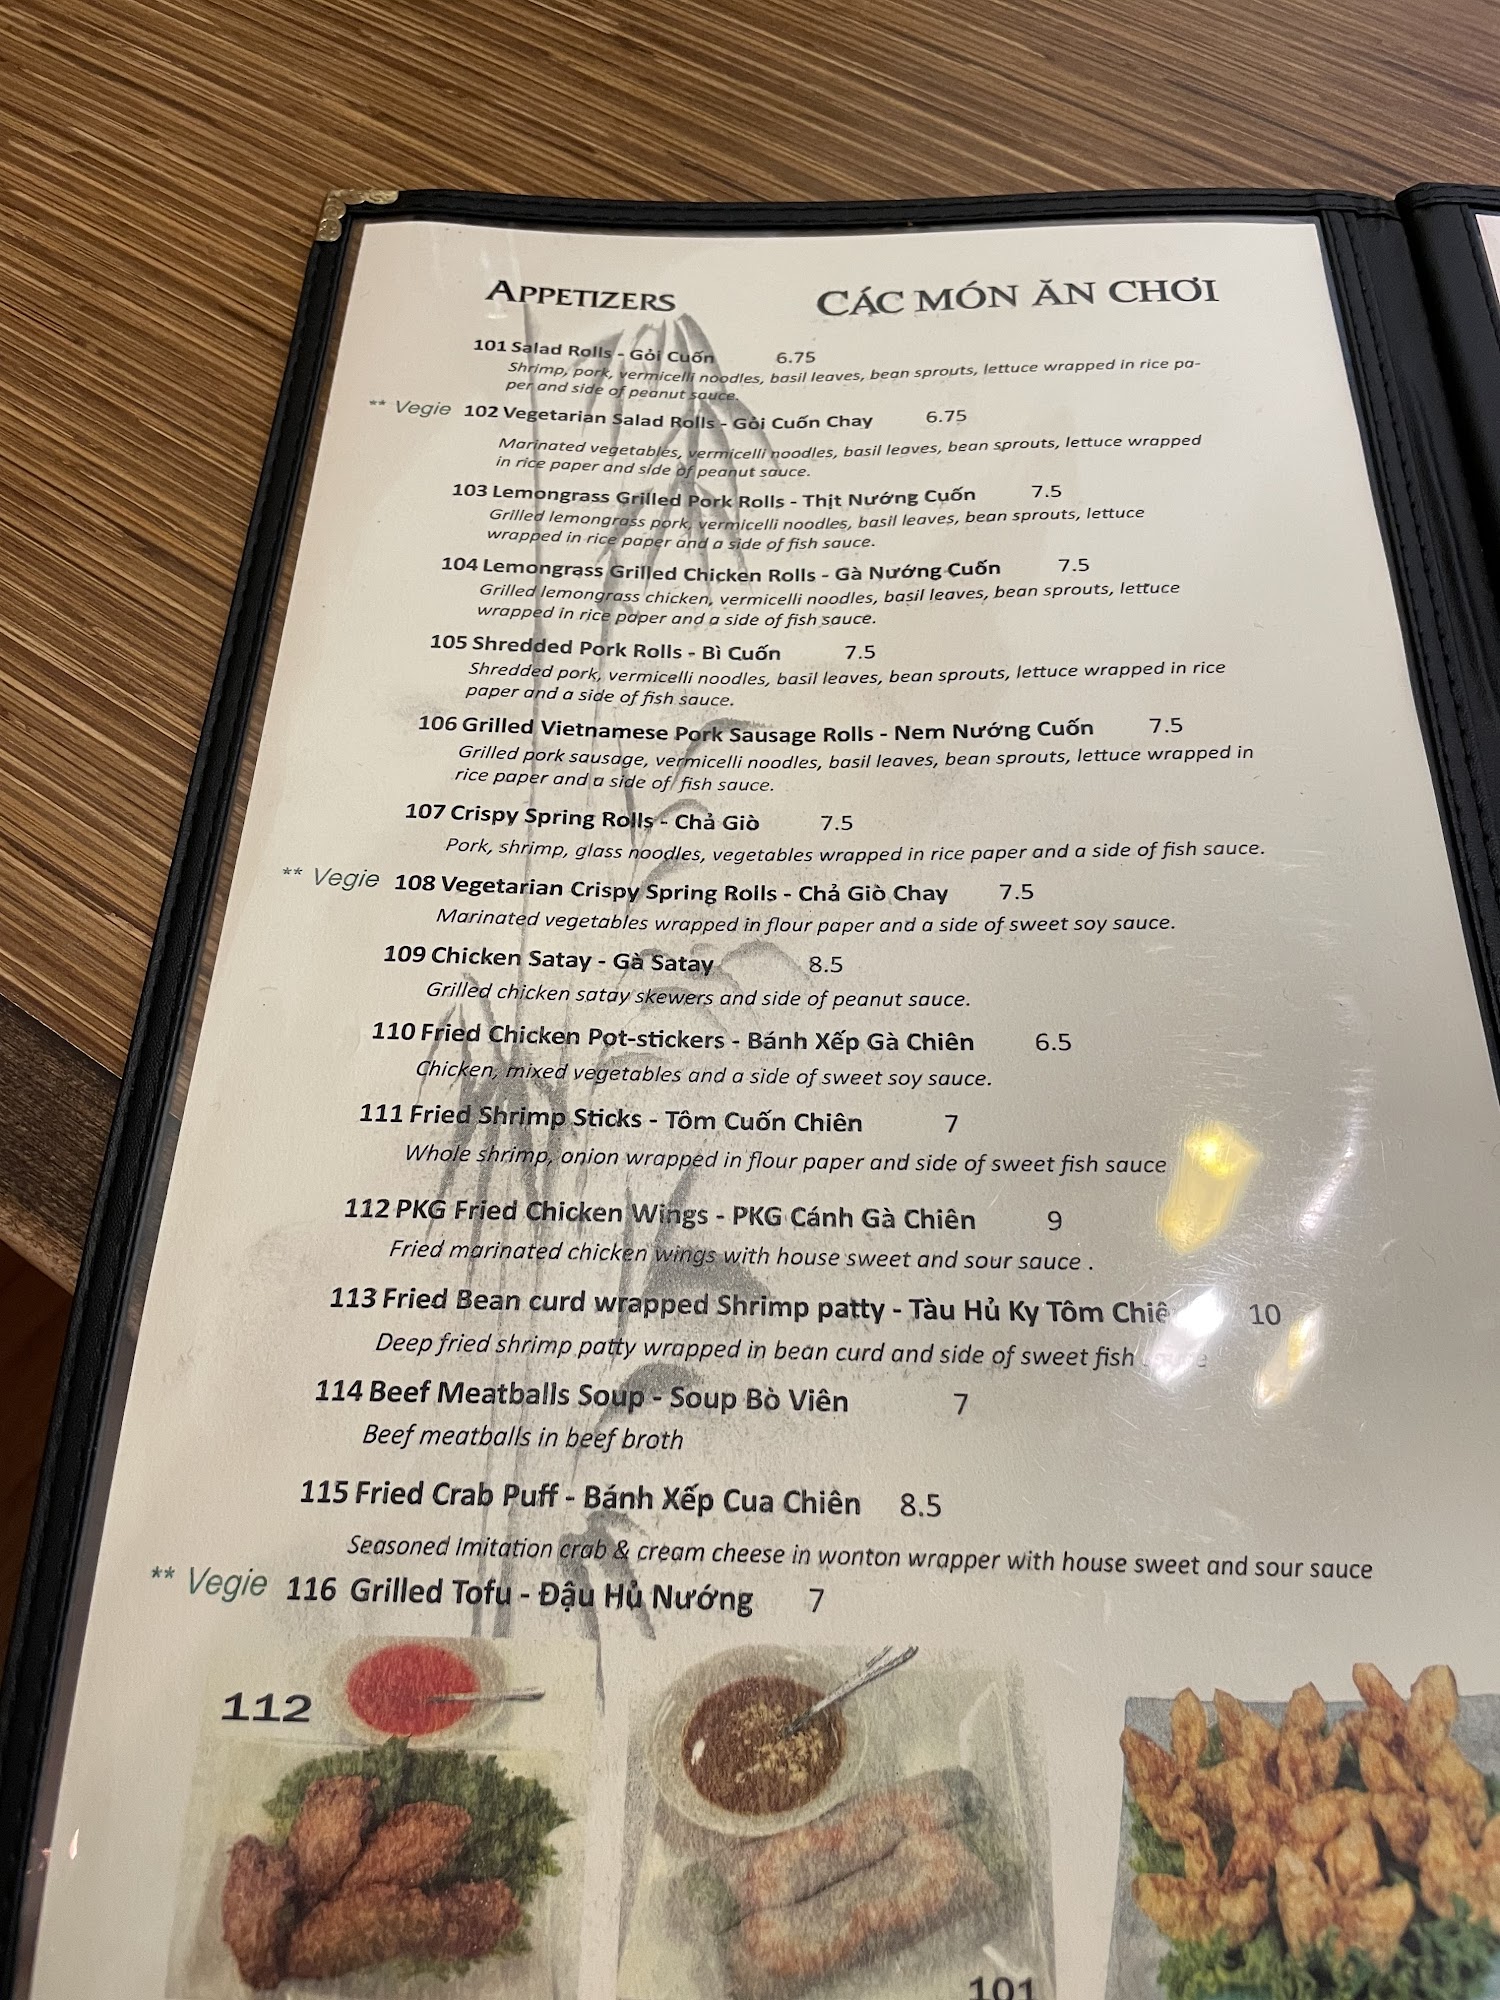 APPETIZERS CÁC MÓN ĂN CHƠI
101 Salad Rolls - Gỏi Cuốn 6.75
Shrimp, pork, vermicelli noodles, basil leaves, bean sprouts, lettuce wrapped in rice pa-
per and side of peanut sauce.
** Vegie 102 Vegetarian Salad Rolls - Gỏi Cuốn Chay 6.75
Marinated vegetables, vermicelli noodles, basil leaves, bean sprouts, lettuce wrapped
in rice paper and side of peanut sauce.
103 Lemongrass Grilled Pork Rolls - Thịt Nướng Cuốn 7.5
Grilled lemongrass pork, vermicelli noodles, basil leaves, bean sprouts, lettuce
wrapped in rice paper and a side of fish sauce.
104 Lemongrass Grilled Chicken Rolls - Gà Nướng Cuốn 7.5
Grilled lemongrass chicken, vermicelli noodles, basil leaves, bean sprouts, lettuce
wrapped in rice paper and a side of fish sauce.
105 Shredded Pork Rolls - Bì Cuốn 7.5
Shredded pork, vermicelli noodles, basil leaves, bean sprouts, lettuce wrapped in rice
paper and a side of fish sauce.
106 Grilled Vietnamese Pork Sausage Rolls - Nem Nướng Cuốn 7.5
Grilled pork sausage, vermicelli noodles, basil leaves, bean sprouts, lettuce wrapped in
rice paper and a side of fish sauce.
107 Crispy Spring Rolls - Chả Giò 7.5
Pork, shrimp, glass noodles, vegetables wrapped in rice paper and a side of fish sauce.
** Vegie 108 Vegetarian Crispy Spring Rolls - Chả Giò Chay 7.5
Marinated vegetables wrapped in flour paper and a side of sweet soy sauce.
109 Chicken Satay - Gà Satay 8.5
Grilled chicken satay skewers and side of peanut sauce.
110 Fried Chicken Pot-stickers - Bánh Xếp Gà Chiên 6.5
Chicken, mixed vegetables and a side of sweet soy sauce.
111 Fried Shrimp Sticks - Tôm Cuốn Chiên 7
Whole shrimp, onion wrapped in flour paper and side of sweet fish sauce
112 PKG Fried Chicken Wings - PKG Cánh Gà Chiên 9
Fried marinated chicken wings with house sweet and sour sauce .
113 Fried Bean curd wrapped Shrimp patty - Tàu Hủ Ky Tôm 10
Deep fried shrimp patty wrapped in bean curd and side of sweet fish
114 Beef Meatballs Soup - Soup Bò Viên 7
Beef meatballs in beef broth
115 Fried Crab Puff - Bánh Xếp Cua Chiên 8.5
Seasoned Imitation crab & cream cheese in wonton wrapper with house sweet and sour sauce
** Vegie 116 Grilled Tofu - Đậu Hủ Nướng 7
112
101